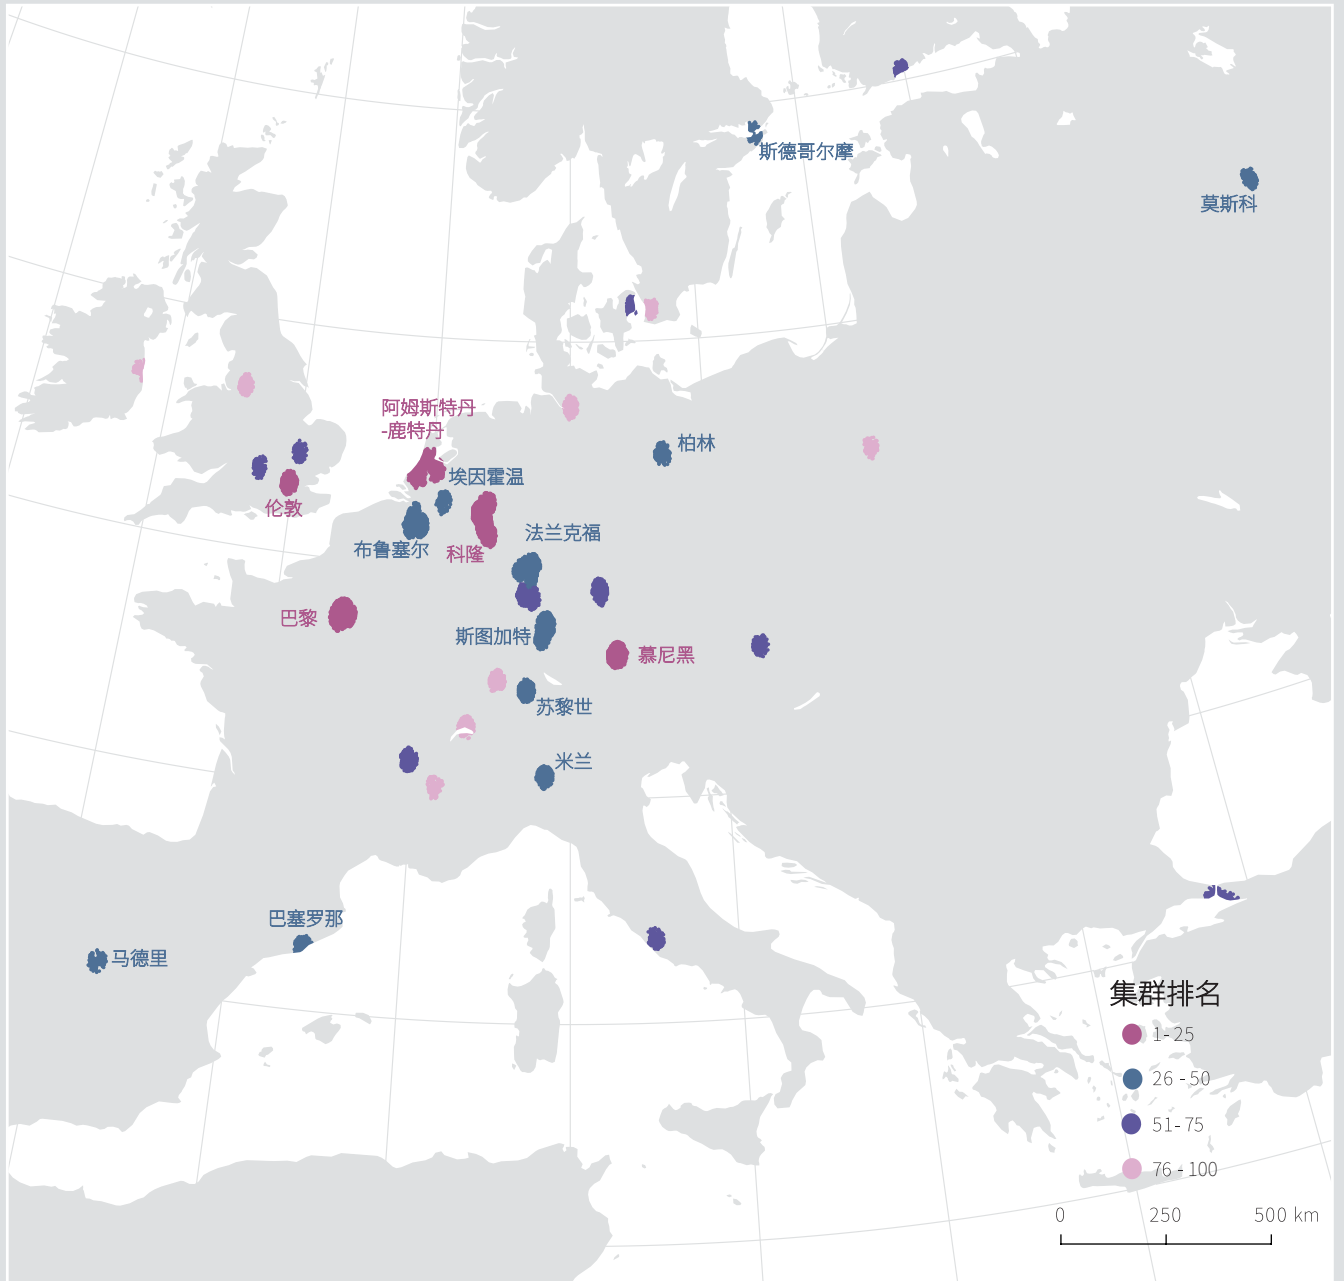 斯德哥尔摩
莫斯科
阿姆斯特丹
-鹿特丹
柏林
埃因霍温
伦敦
法兰克福
布鲁塞尔
科隆
巴黎
斯图加特
慕尼黑
苏黎世
米兰
巴塞罗那
马德里
集群排名
1-25
26-50
51-75
76-100
0 250 500 km